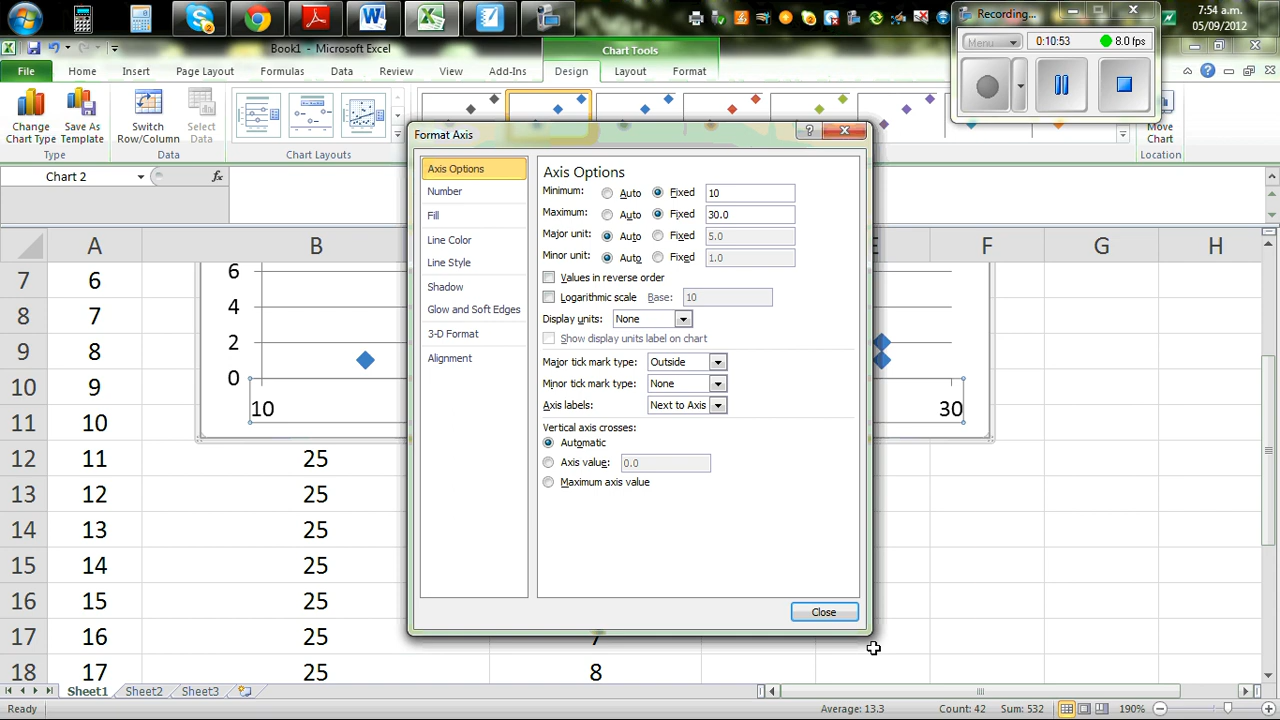 Book1 - Microsoft Excel
Chart Tools
Recording...
7:54 a.m.
05/09/2012
Menu
0:10:53
8.0 fps
File
Home
Insert
Page Layout
Formulas
Data
Review
View
Add-Ins
Design
Layout
Format
Change
Chart Type
Save As
Template
Switch
Row/Column
Select
Data
Move
Chart
Type
Data
Chart Layouts
Location
Chart 2
fx
Format Axis
Axis Options
Number
Fill
Line Color
Line Style
Shadow
Glow and Soft Edges
3-D Format
Alignment
Axis Options
Minimum: Auto Fixed 10
Maximum: Auto Fixed 30.0
Major unit: Auto Fixed 5.0
Minor unit: Auto Fixed 1.0
Values in reverse order
Logarithmic scale Base: 10
Display units: None
Show display units label on chart
Major tick mark type: Outside
Minor tick mark type: None
Axis labels: Next to Axis
Vertical axis crosses:
Automatic
Axis value: 0.0
Maximum axis value
Close
A B E F G H
7 6
8 7
9 8
10 9
11 10
12 11 25
13 12 25
14 13 25
15 14 25
16 15 25
17 16 25 7
18 17 25 8
6
4
2
0
10
30
Sheet1 Sheet2 Sheet3
Ready
Average: 13.3 Count: 42 Sum: 532 190%